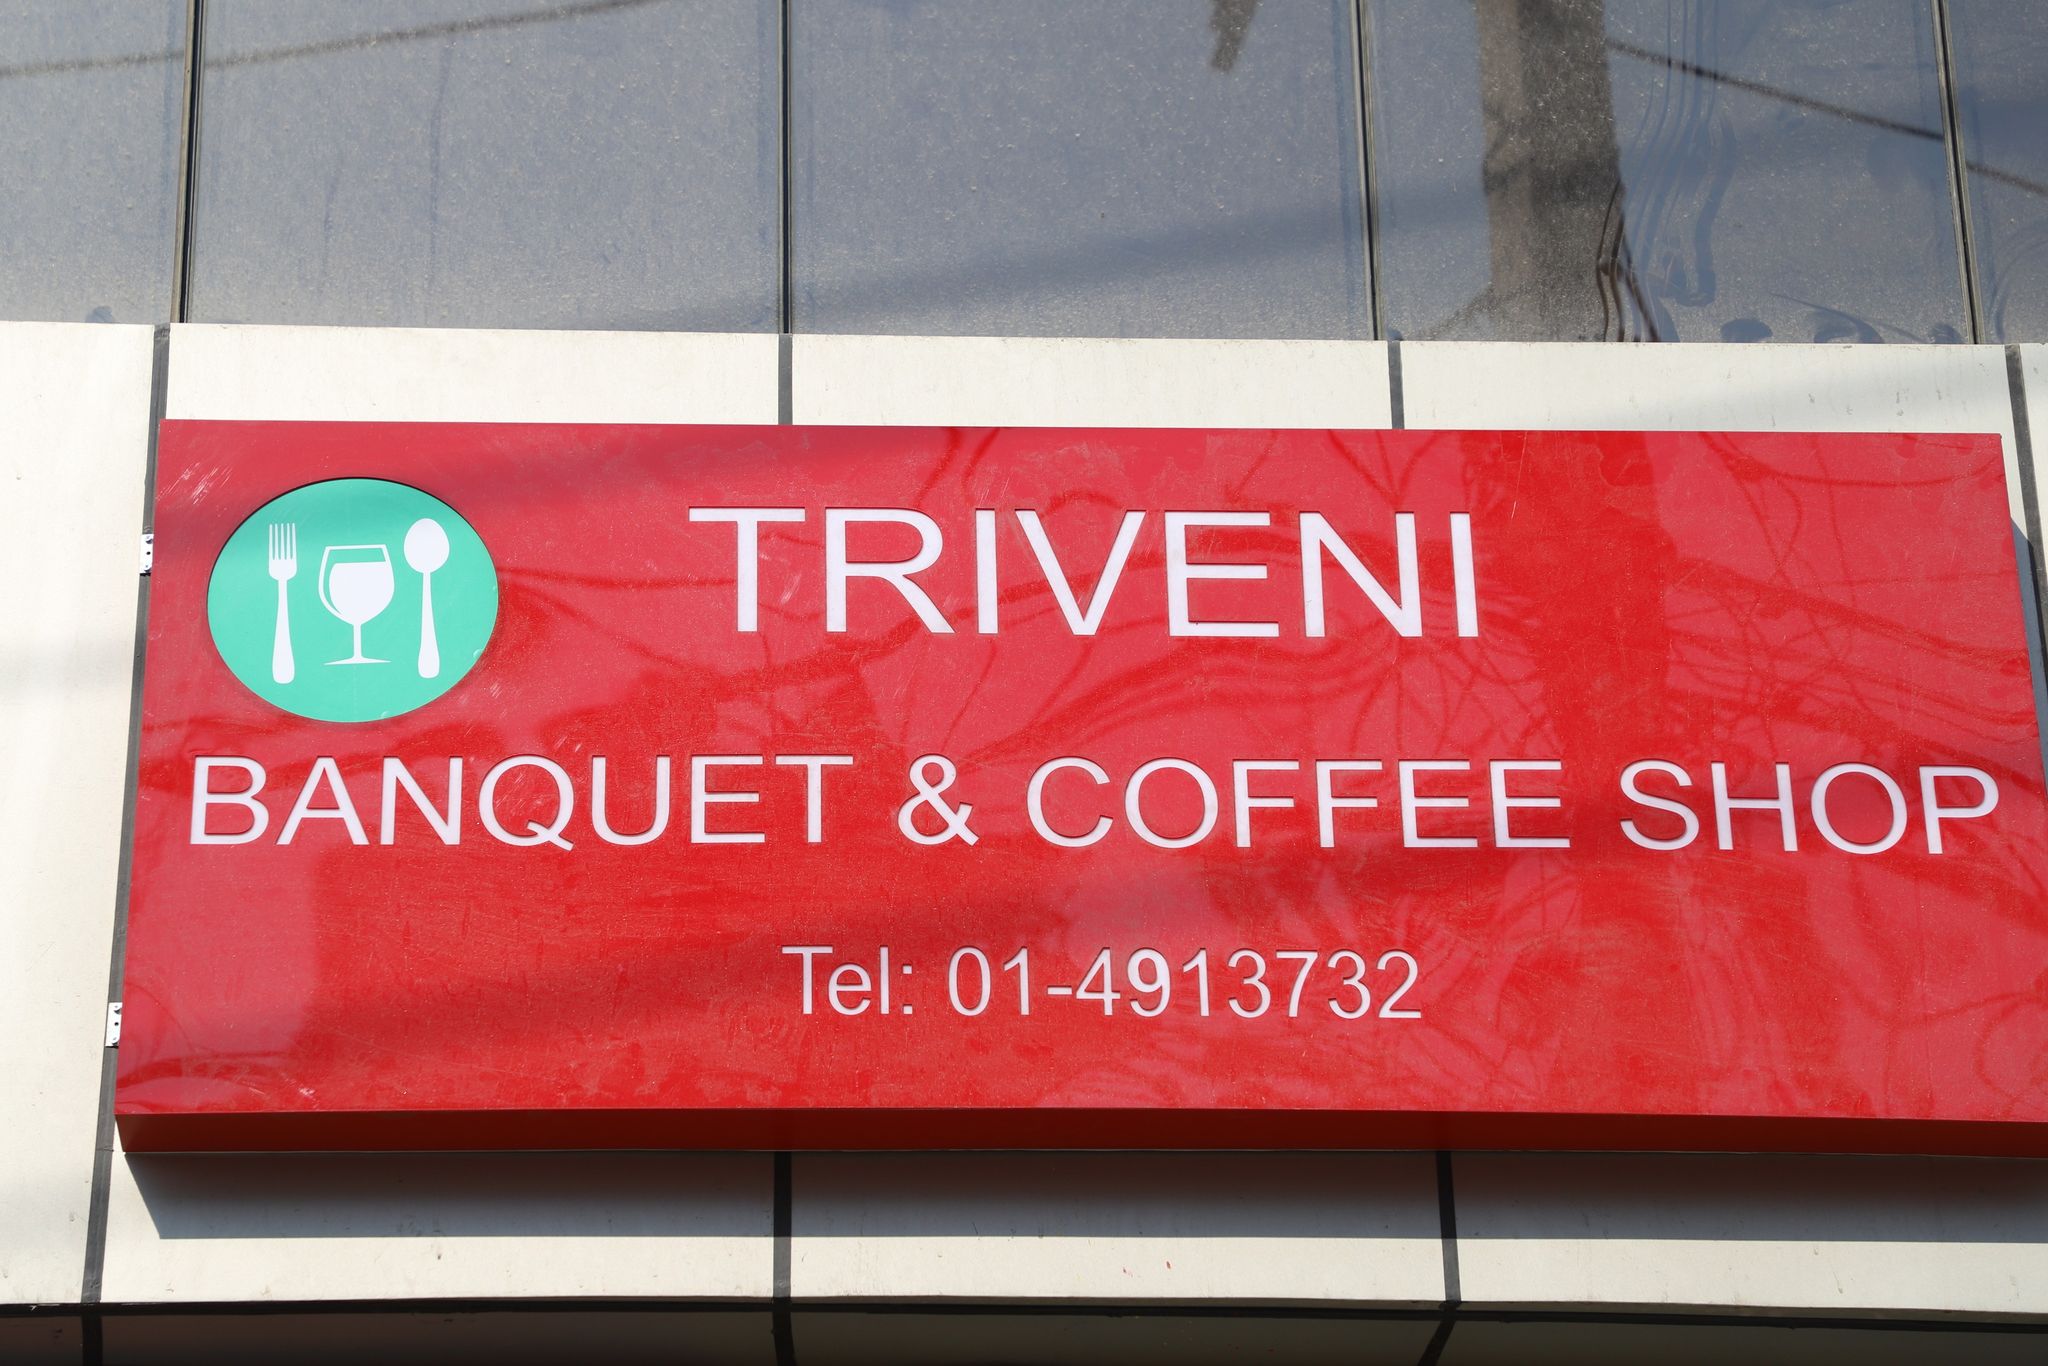 TRIVENI
BANQUET & COFFEE SHOP
Tel: 01-4913732